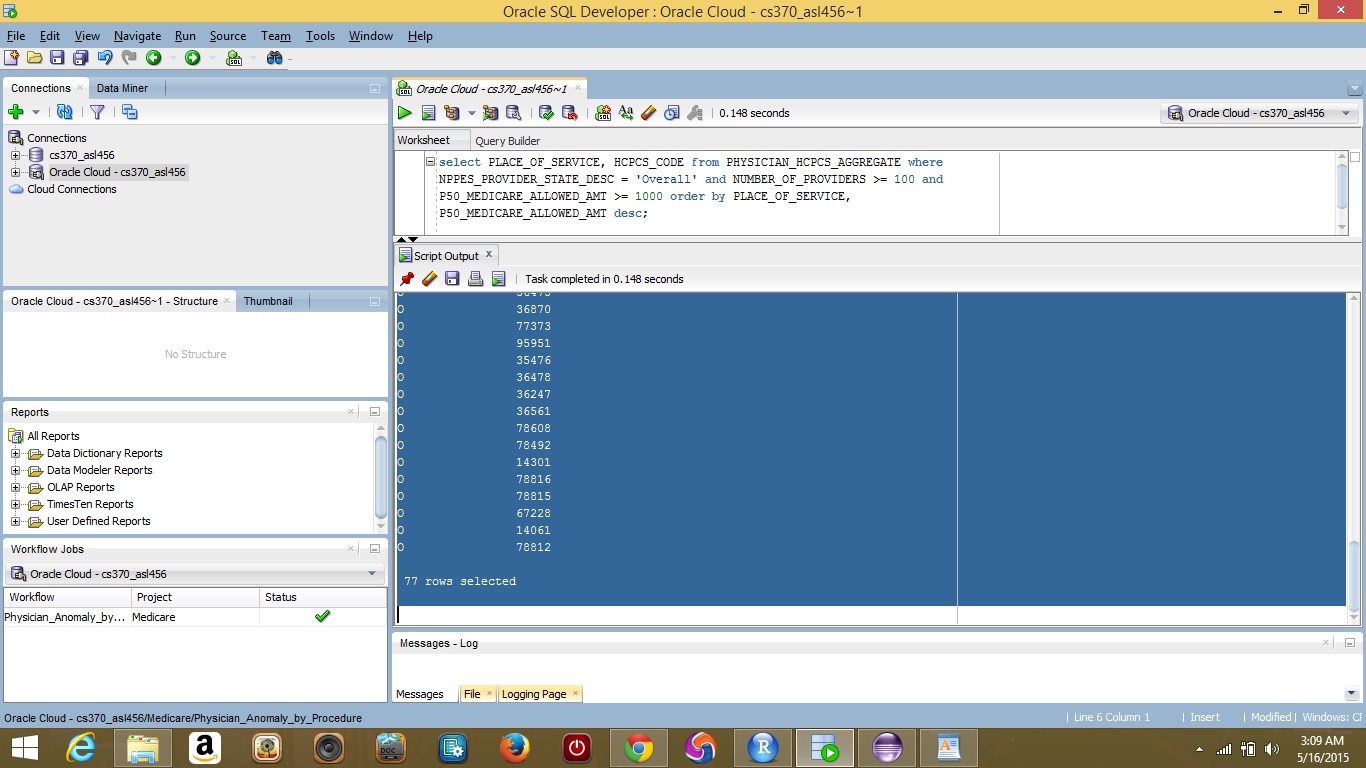 Oracle SQL Developer : Oracle Cloud - cs370_asl456~1
File Edit View Navigate Run Source Team Tools Window Help
Connections
Data Miner
Connections
cs370_asl456
Oracle Cloud - cs370_asl456
Cloud Connections
Oracle Cloud - cs370_asl456~1 - Structure
Thumbnail
No Structure
Reports
All Reports
Data Dictionary Reports
Data Modeler Reports
OLAP Reports
TimesTen Reports
User Defined Reports
Workflow Jobs
Oracle Cloud - cs370_asl456
Workflow Project Status
Physician_Anomaly_by... Medicare
Oracle Cloud - cs370_asl456~1
0.148 seconds
Oracle Cloud - cs370_asl456
Worksheet Query Builder
select PLACE_OF_SERVICE, HCPCS_CODE from PHYSICIAN_HCPCS_AGGREGATE where
NPPES_PROVIDER_STATE_DESC = 'Overall' and NUMBER_OF_PROVIDERS >= 100 and
P50_MEDICARE_ALLOWED_AMT >= 1000 order by PLACE_OF_SERVICE,
P50_MEDICARE_ALLOWED_AMT desc;
Script Output
Task completed in 0.148 seconds
O 36870
O 77373
O 95951
O 35476
O 36478
O 36247
O 36561
O 78608
O 78492
O 14301
O 78816
O 78815
O 67228
O 14061
O 78812
77 rows selected
Messages - Log
Messages File Logging Page
Oracle Cloud - cs370_asl456/Medicare/Physician_Anomaly_by_Procedure
Line 6 Column 1 | Insert | Modified | Windows: CF
3:09 AM
5/16/2015